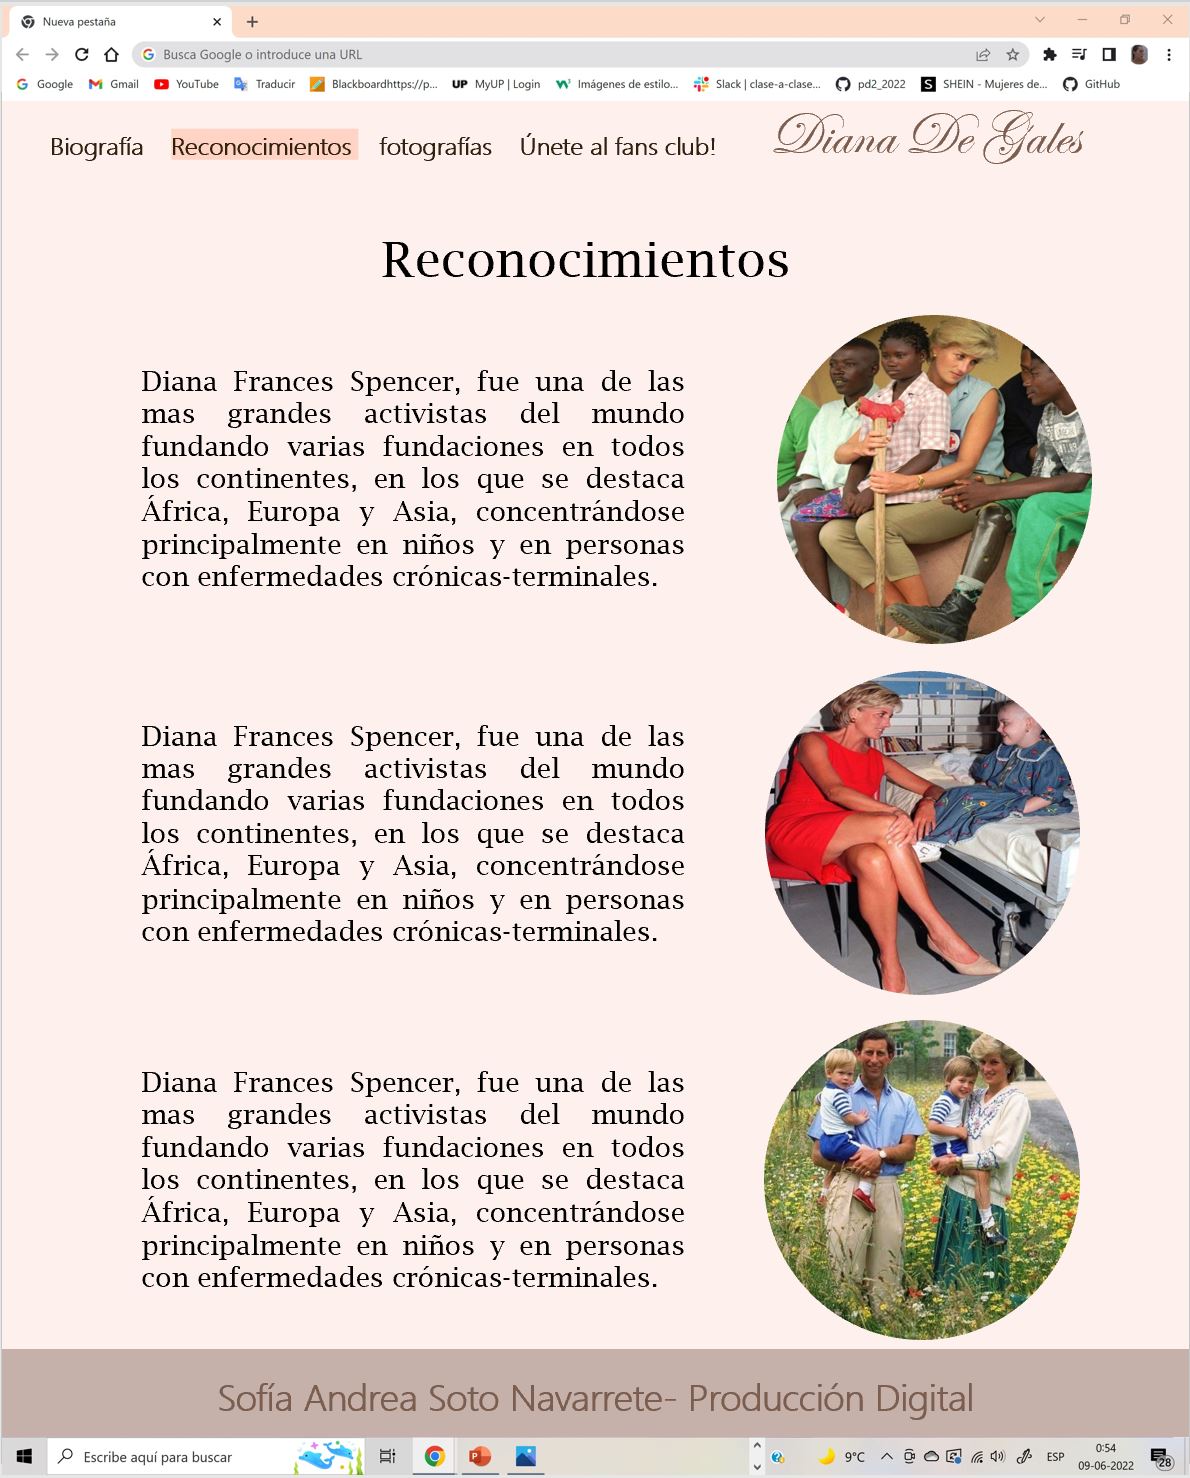 Nueva pestaña
Busca Google o introduce una URL
Google Gmail YouTube Traducir Blackboardhttps://p... UP MyUP | Login Imágenes de estilo... Slack | clase-a-clase... pd2_2022 S SHEIN - Mujeres de... GitHub
Biografía Reconocimientos fotografías Únete al fans club! Diana De Gales
Reconocimientos
Diana Frances Spencer, fue una de las
mas grandes activistas del mundo
fundando varias fundaciones en todos
los continentes, en los que se destaca
África, Europa y Asia, concentrándose
principalmente en niños y en personas
con enfermedades crónicas-terminales.
Diana Frances Spencer, fue una de las
mas grandes activistas del mundo
fundando varias fundaciones en todos
los continentes, en los que se destaca
África, Europa y Asia, concentrándose
principalmente en niños y en personas
con enfermedades crónicas-terminales.
Diana Frances Spencer, fue una de las
mas grandes activistas del mundo
fundando varias fundaciones en todos
los continentes, en los que se destaca
África, Europa y Asia, concentrándose
principalmente en niños y en personas
con enfermedades crónicas-terminales.
Sofía Andrea Soto Navarrete- Producción Digital
Escribe aquí para buscar
9°C ESP
0:54
09-06-2022
28